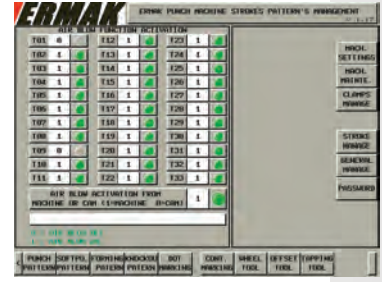 ERMAK
ERMAK PUNCH MACHINE STROKES PATTERN'S MANAGEMENT
AIR BLOW FUNCTION ACTIVATION
T01 0 T12 1 T23 1
T02 1 T13 1 T24 1
T03 1 T14 1 T25 1
T04 1 T15 1 T26 1
T05 1 T16 1 T27 1
T06 1 T17 1 T28 1
T07 1 T18 1 T29 1
T08 1 T19 1 T30 1
T09 0 T20 1 T31 1
T10 1 T21 1 T32 1
T11 1 T22 1 T33 1
AIR BLOW ACTIVATION FROM
MACHINE OR CAM (1=MACHINE 0=CAM) 1
MACH.
SETTINGS
MACH.
MAINTE.
CLAMPS
MANAGE
STROKE
MANAGE
GENERAL
MANAGE
PASSWORD
PUNCH PATTERN
SOFTPO. PATTERN
FORMING PATTERN
KNOCKOU PATTERN
DOT MARKING
CONT. MARKING
WHEEL TOOL
OFFSET TOOL
TAPPING TOOL